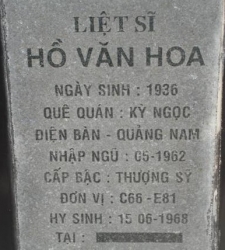 LIỆT SĨ
HỒ VĂN HOA
NGÀY SINH : 1936
QUÊ QUÁN : KỲ NGỌC
ĐIỆN BÀN - QUẢNG NAM
NHẬP NGŨ : 05-1962
CẤP BẬC : THƯỢNG SỸ
ĐƠN VỊ : C66 - E81
HY SINH : 15 06-1968
TẠI :